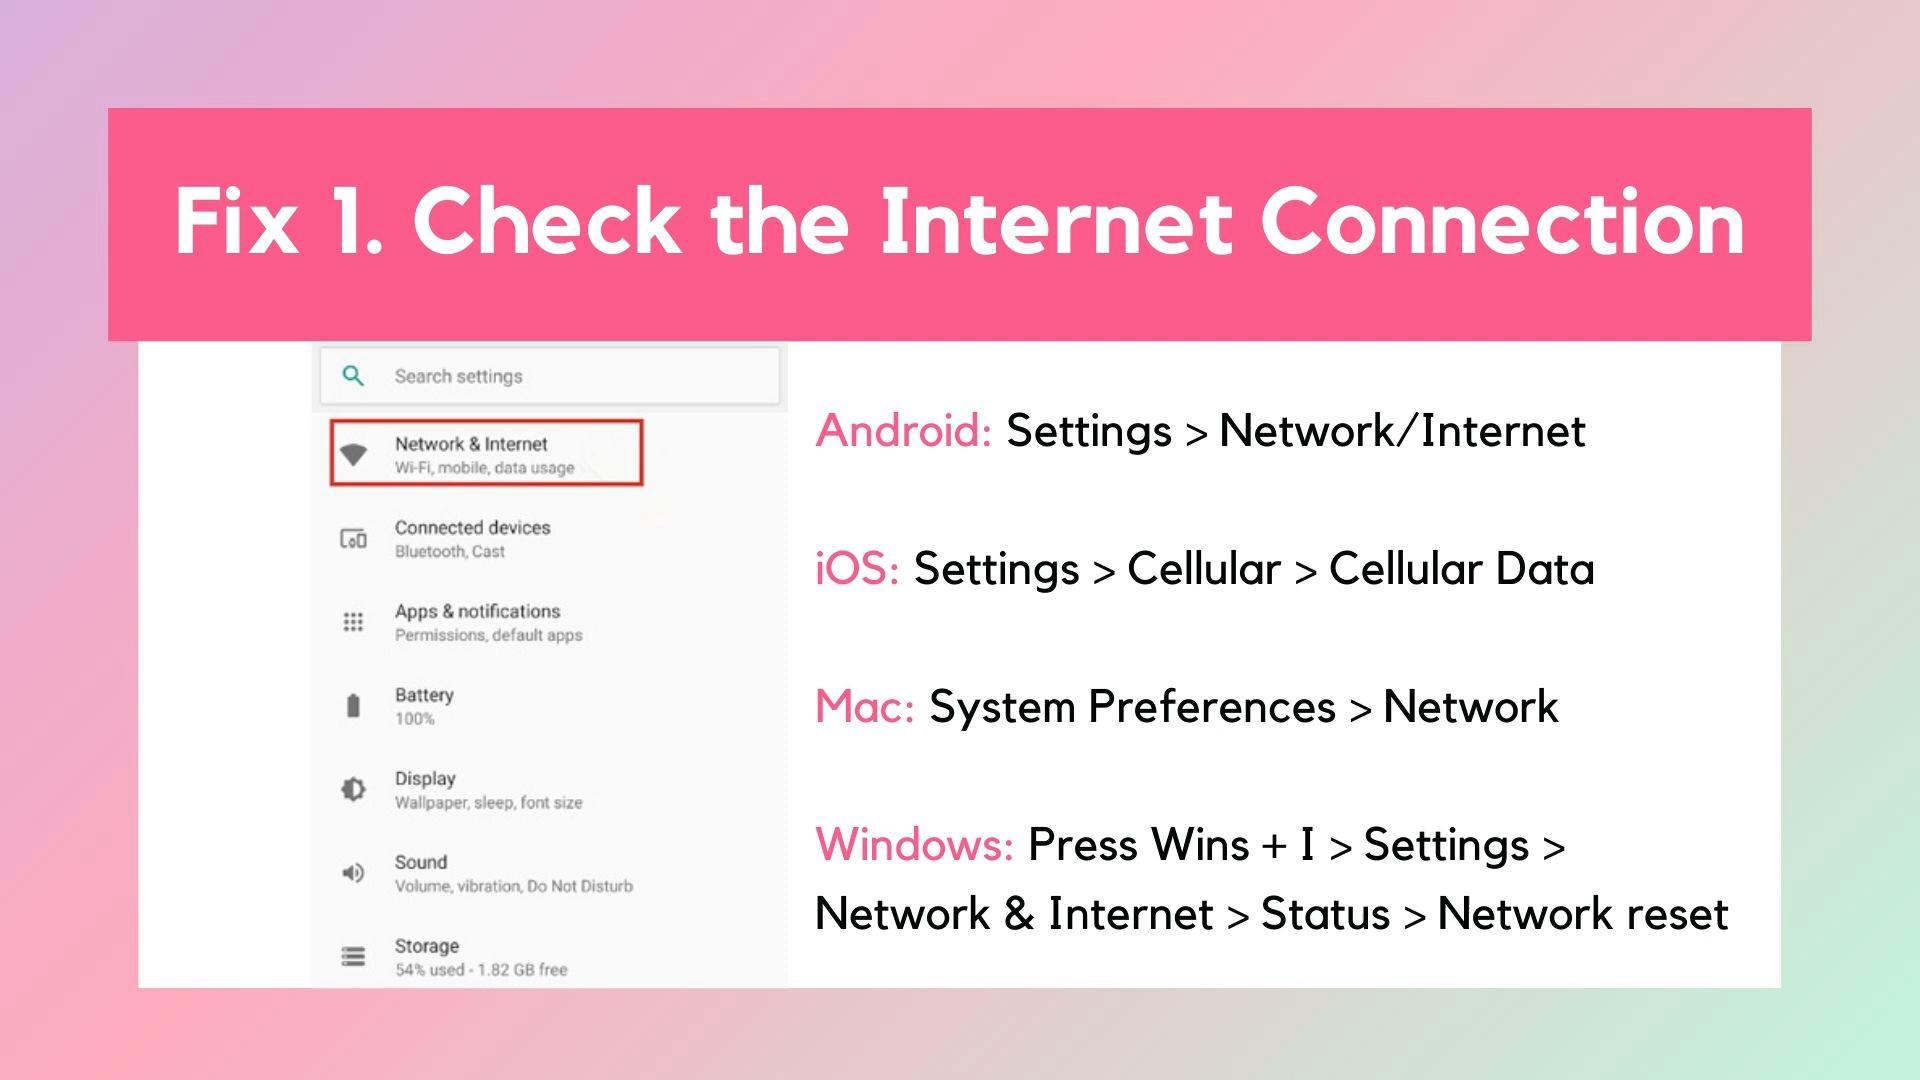 Fix 1. Check the Internet Connection
Search settings
Network & Internet
Wi-Fi, mobile, data usage
Connected devices
Bluetooth, Cast
Apps & notifications
Permissions, default apps
Battery
100%
Display
Wallpaper, sleep, font size
Sound
Volume, vibration, Do Not Disturb
Storage
54% used - 1.82 GB free
Android: Settings > Network/Internet
iOS: Settings > Cellular > Cellular Data
Mac: System Preferences > Network
Windows: Press Wins + I > Settings >
Network & Internet > Status > Network reset